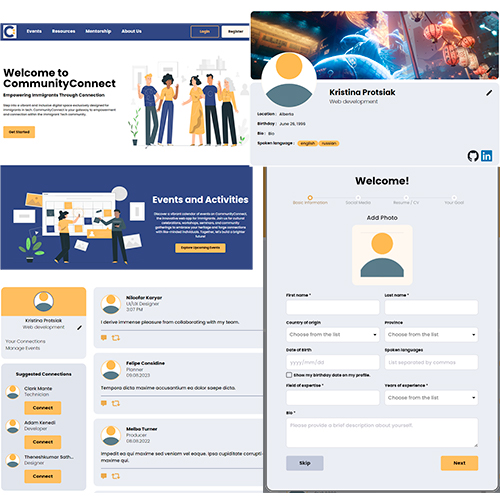 C
Events Resources Mentorship About Us Login Register
Welcome to
CommunityConnect
Empowering Immigrants Through Connection
Step into a vibrant and inclusive digital space exclusively designed for
immigrants in tech. CommunityConnect is your gateway to empowerment
and connection within the immigrant tech community.
Get Started
Kristina Protsiak
Web development
Location : Alberta
Birthday : June 26, 1996
Bio : Bio
Spoken language : english russian
in
Events and Activities
Discover a vibrant calendar of events on CommunityConnect,
the innovative web app for immigrants. Join us for cultural
celebrations, workshops, seminars, and community
gatherings to embrace your heritage and forge connections
with like-minded individuals. Together, let's build a brighter
future!
Explore Upcoming Events
Kristina Protsiak
Web development
Your Connections
Manage Events
Suggested Connections
Clark Mante
Technician
Connect
Adam Kenedi
Developer
Connect
Theneshkumar Sath...
Designer
Connect
Niloofar Karyar
UI/UX Designer
3:07 PM
I derive immense pleasure from collaborating with my team.
Felipe Considine
Planner
09.08.2023
Tempora dicta maxime accusantium ea dolor saepe dicta.
Melba Turner
Producer
08.08.2023
Impedit ea qui maxime sed veniam vel eaque. Ipsa cupiditate corrupti
maxime qui.
Welcome!
Basic Information Social Media Resume / CV Your Goal
Add Photo
First name * Last name *
Country of origin Province
Choose from the list Choose from the list
Date of Birth Spoken languages
yyyy/mm/dd List separated by commas
Show my birthday date on my profile.
Field of expertise * Years of experience *
Choose from the list
Bio *
Please provide a brief description about yourself.
Skip Next